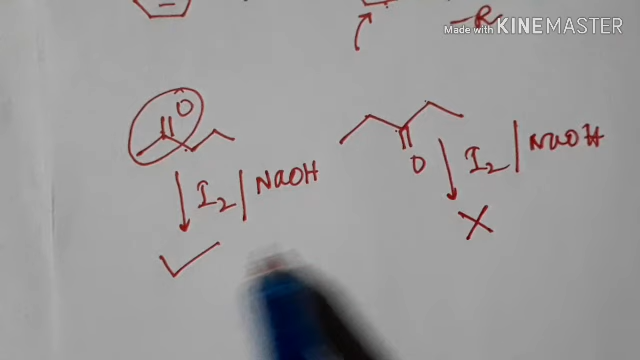 -R
Made with KINEMASTER
O
O
I2/NaOH
I2/NaOH